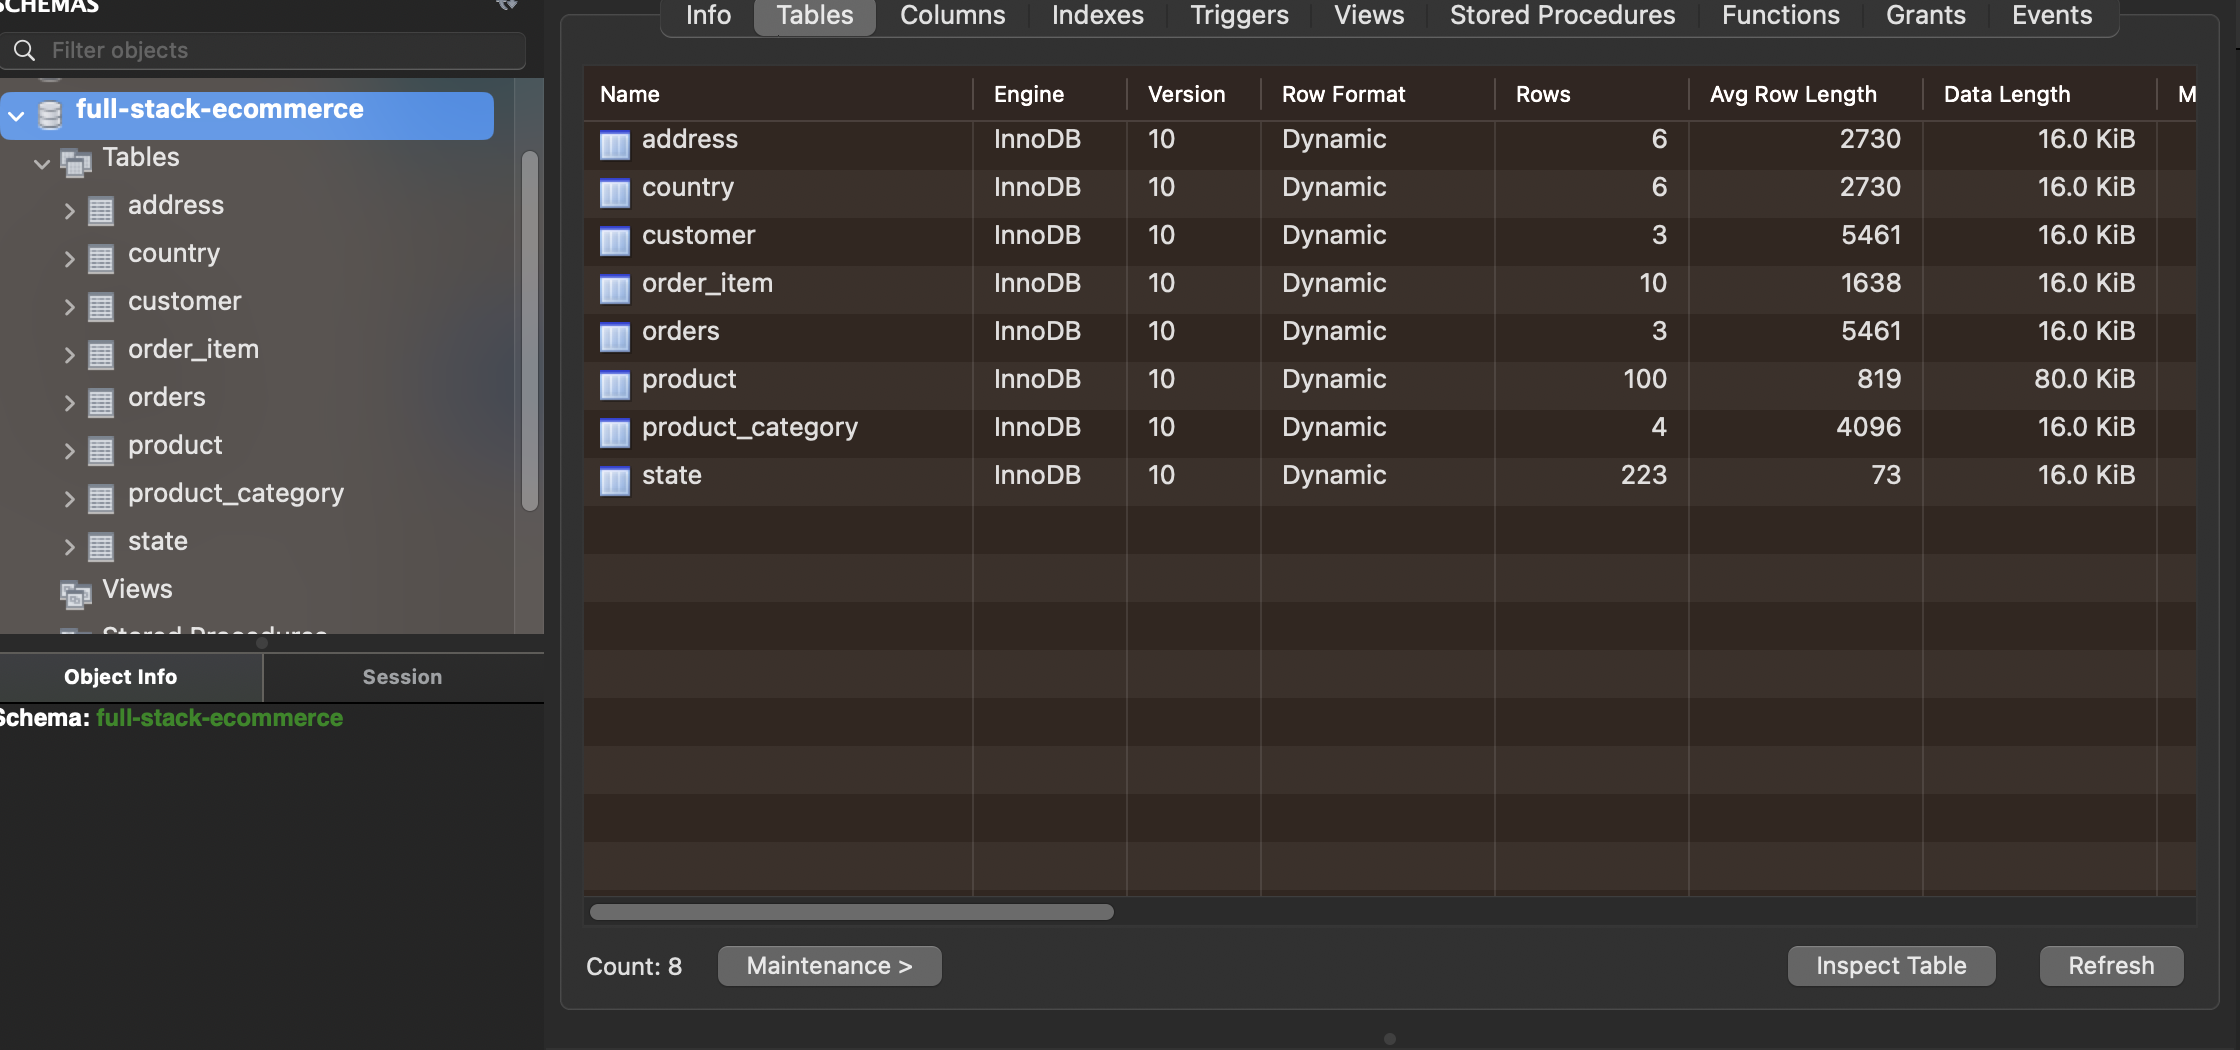 SCHEMAS
Filter objects
full-stack-ecommerce
Tables
address
country
customer
order_item
orders
product
product_category
state
Views
Stored Procedures
Object Info Session
Schema: full-stack-ecommerce
Info Tables Columns Indexes Triggers Views Stored Procedures Functions Grants Events
Name Engine Version Row Format Rows Avg Row Length Data Length M
address InnoDB 10 Dynamic 6 2730 16.0 KiB
country InnoDB 10 Dynamic 6 2730 16.0 KiB
customer InnoDB 10 Dynamic 3 5461 16.0 KiB
order_item InnoDB 10 Dynamic 10 1638 16.0 KiB
orders InnoDB 10 Dynamic 3 5461 16.0 KiB
product InnoDB 10 Dynamic 100 819 80.0 KiB
product_category InnoDB 10 Dynamic 4 4096 16.0 KiB
state InnoDB 10 Dynamic 223 73 16.0 KiB
Count: 8 Maintenance > Inspect Table Refresh